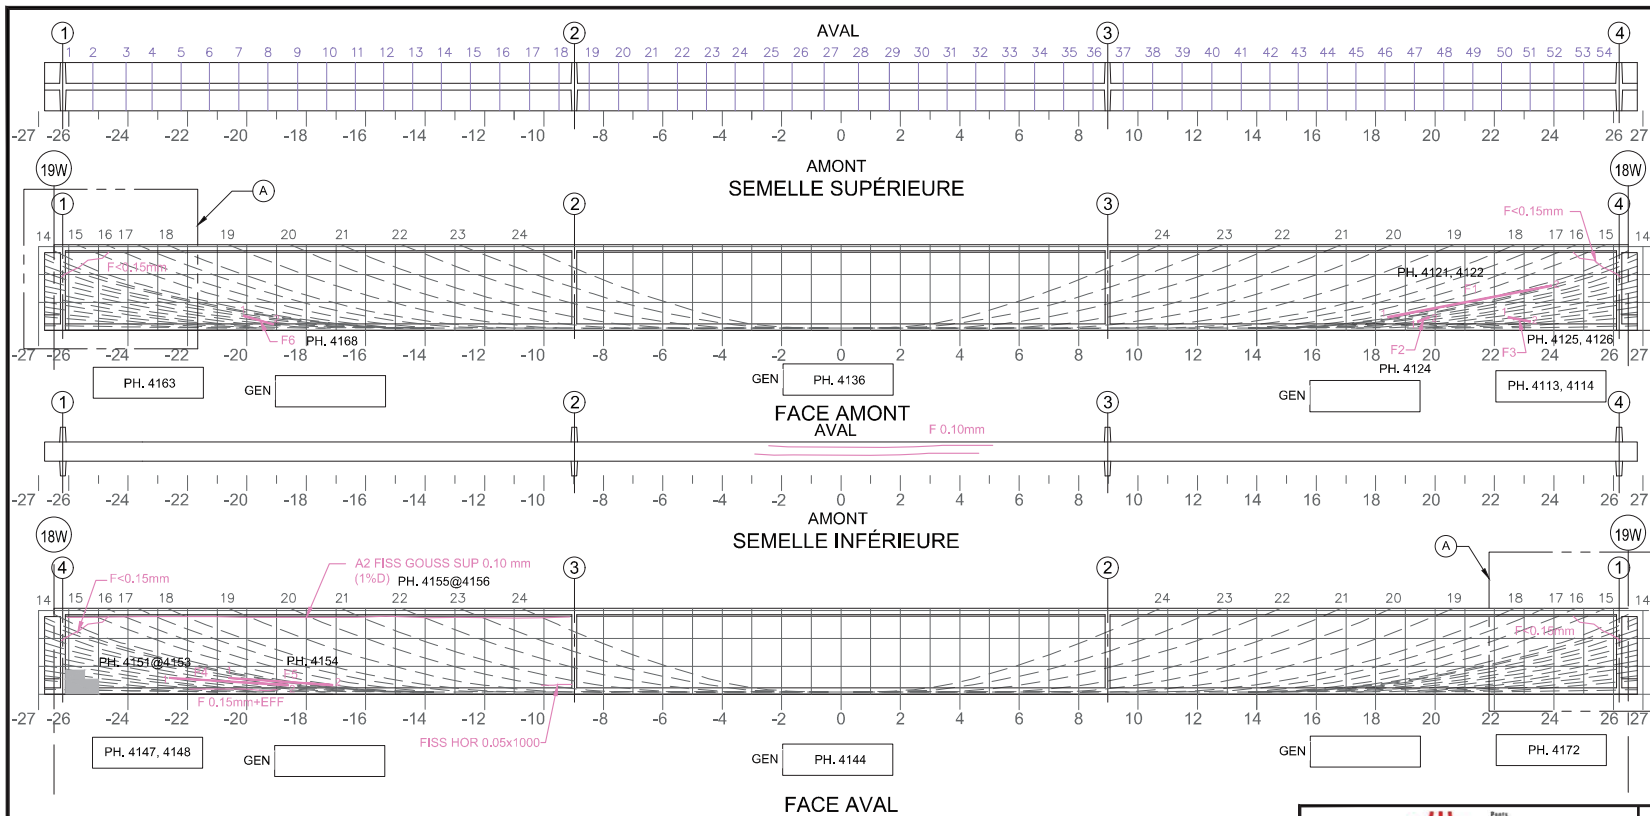 1 2 AVAL 3 4
1 2 3 4 5 6 7 8 9 10 11 12 13 14 15 16 17 18 19 20 21 22 23 24 25 26 27 28 29 30 31 32 33 34 35 36 37 38 39 40 41 42 43 44 45 46 47 48 49 50 51 52 53 54
-27 -26 -24 -22 -20 -18 -16 -14 -12 -10 -8 -6 -4 -2 0 2 4 6 8 10 12 14 16 18 20 22 24 26 27
19W AMONT 18W
SEMELLE SUPÉRIEURE
A
1 2 3 4
F<0.15mm
14 15 16 17 18 19 20 21 22 23 24 24 23 22 21 20 19 18 17 16 15 14
F<0.15mm
PH. 4121, 4122
F6 PH. 4168
PH. 4125, 4126
-27 -26 -24 -22 -20 -18 -16 -14 -12 -10 -8 -6 -4 -2 0 2 4 6 8 10 12 14 16 18 20 22 24 26 27
F2 F3
PH. 4124
PH. 4163
GEN
GEN PH. 4136
GEN
PH. 4113, 4114
FACE AMONT
1 2 3 4
AVAL
F 0.10mm
-27 -26 -24 -22 -20 -18 -16 -14 -12 -10 -8 -6 -4 -2 0 2 4 6 8 10 12 14 16 18 20 22 24 26 27
AMONT
18W 19W
SEMELLE INFÉRIEURE
A
4 3 2 1
A2 FISS GOUSS SUP 0.10 mm
(1%D) PH. 4155@4156
F<0.15mm
14 15 16 17 18 19 20 21 22 23 24 24 23 22 21 20 19 18 17 16 15 14
F<0.15mm
PH. 4151@4153
PH. 4154
F 0.15mm+EFF
-27 -26 -24 -22 -20 -18 -16 -14 -12 -10 -8 -6 -4 -2 0 2 4 6 8 10 12 14 16 18 20 22 24 26 27
FISS HOR 0.05x1000
PH. 4147, 4148
GEN
GEN PH. 4144
GEN
PH. 4172
FACE AVAL
Ponts